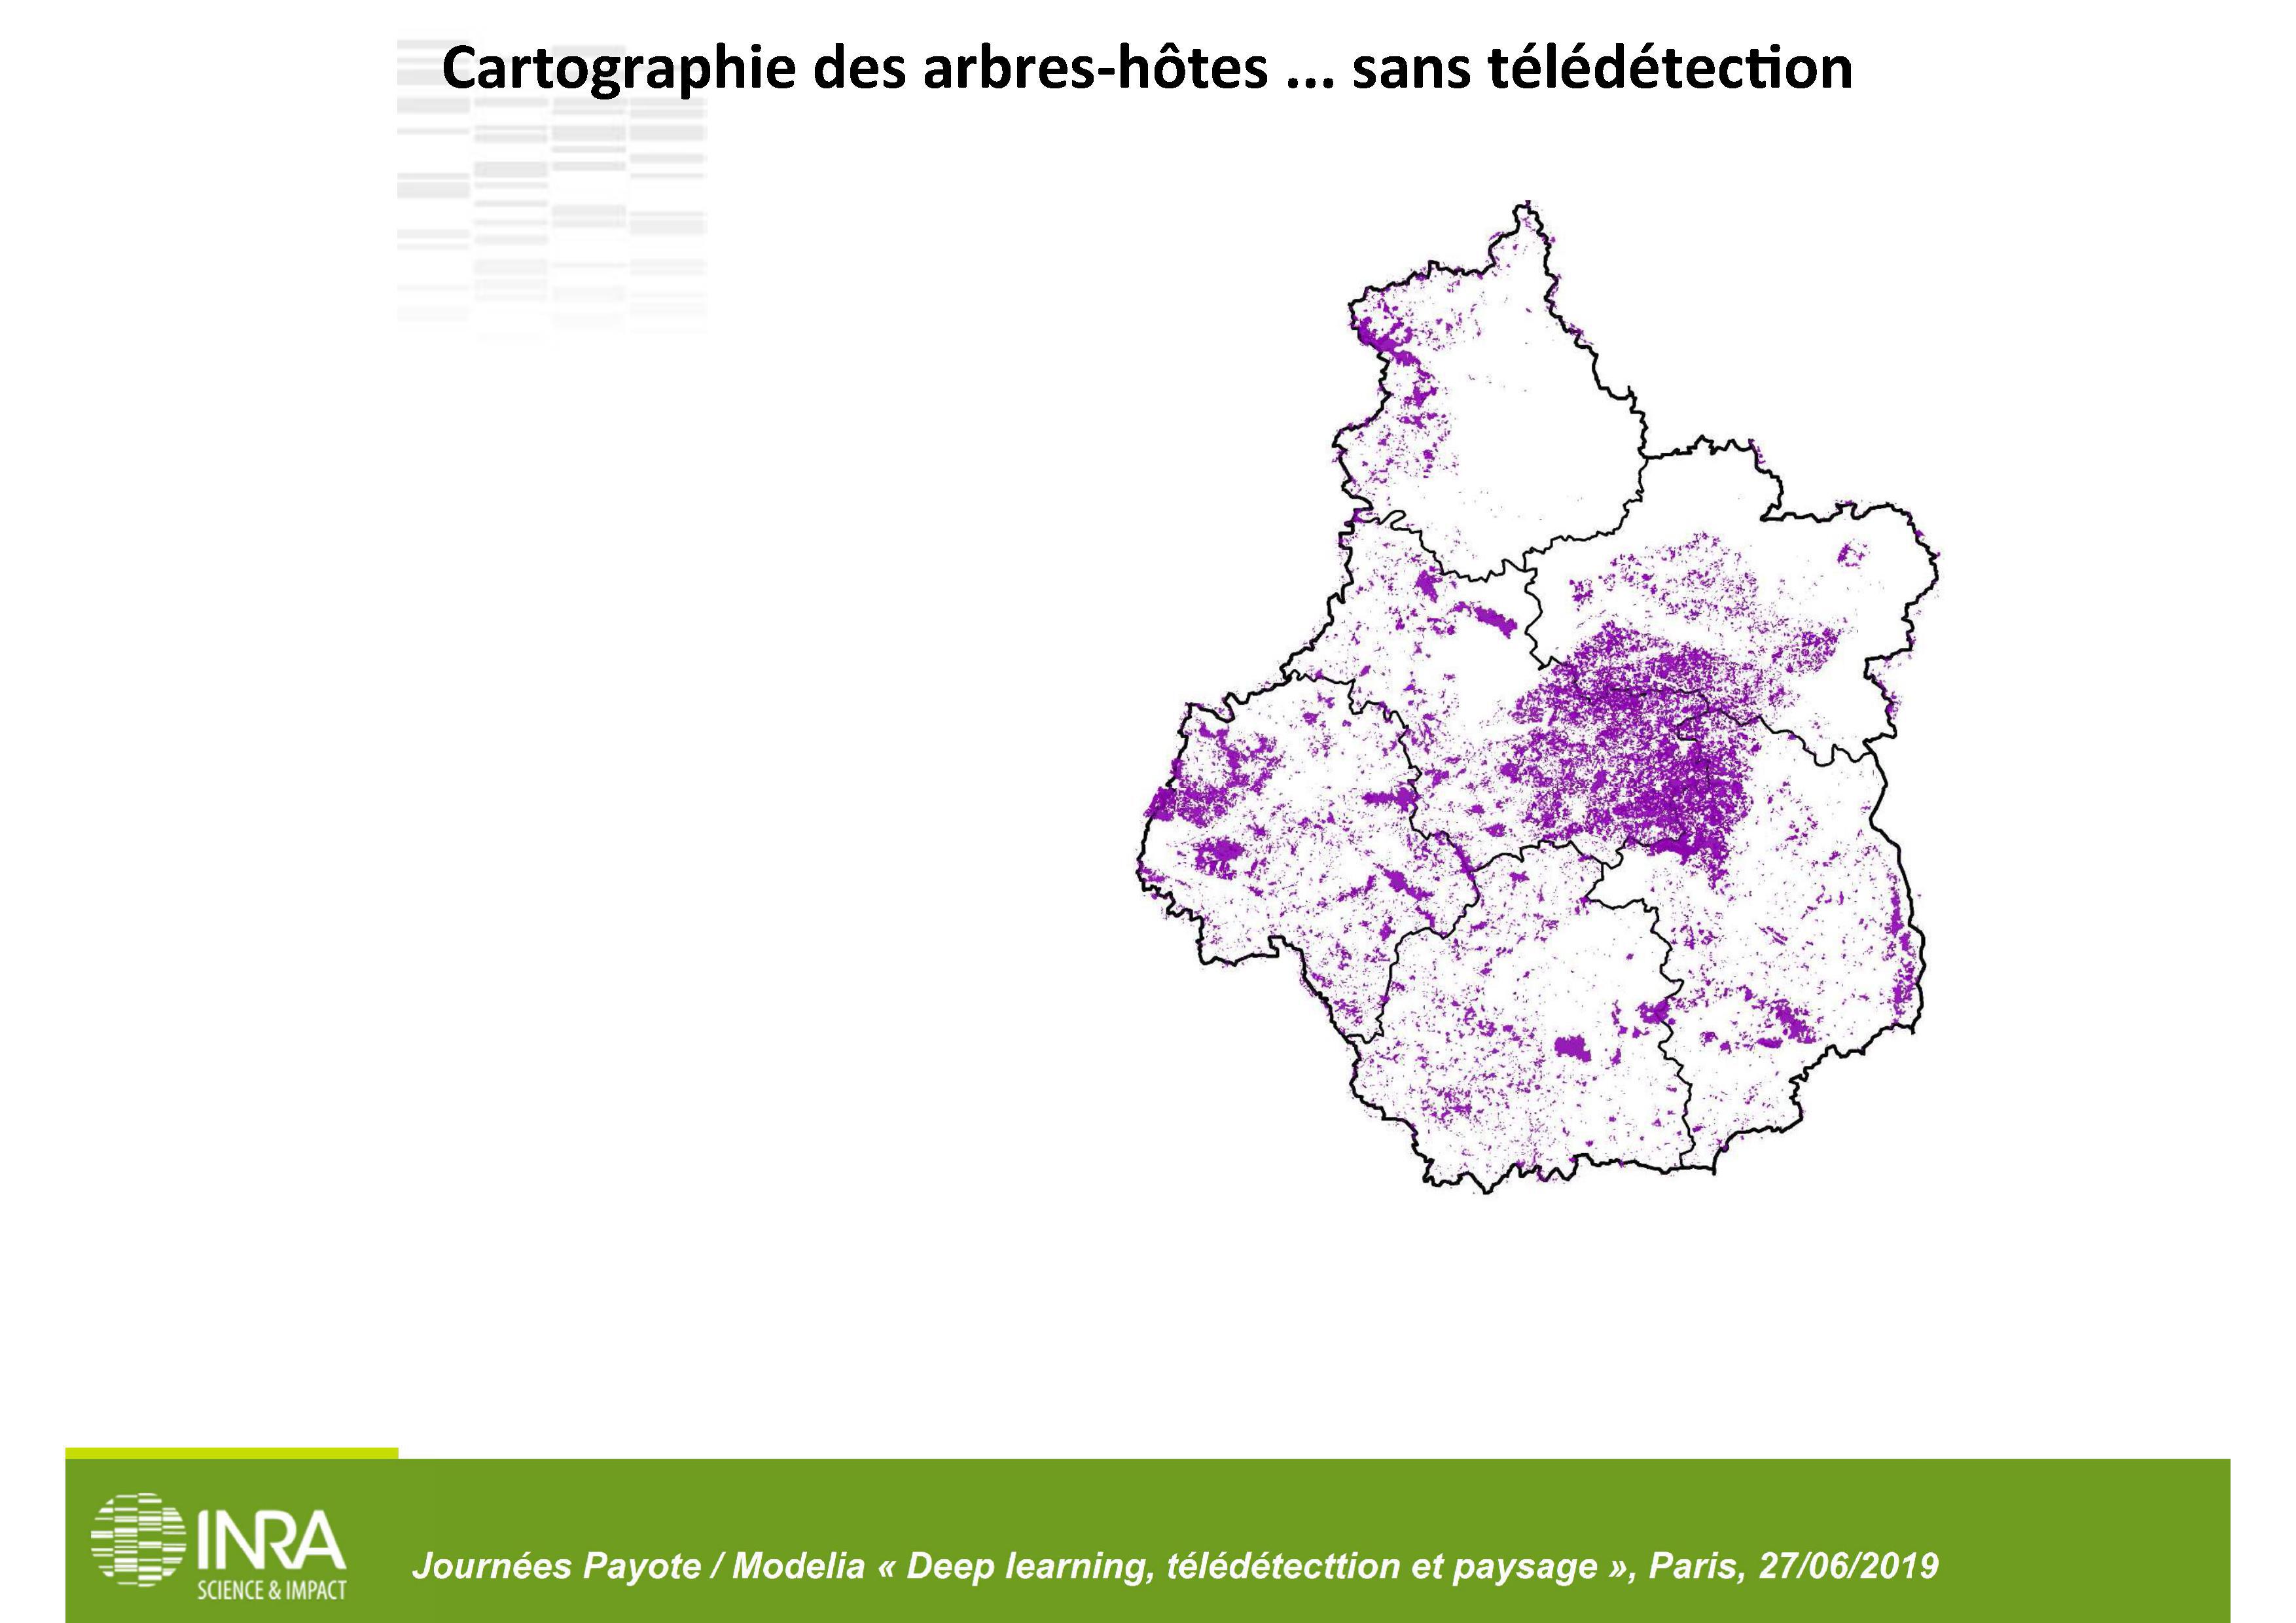 Cartographie des arbres-hôtes ... sans télédétection
INRA
SCIENCE & IMPACT
Journées Payote / Modelia « Deep learning, télédétecttion et paysage », Paris, 27/06/2019